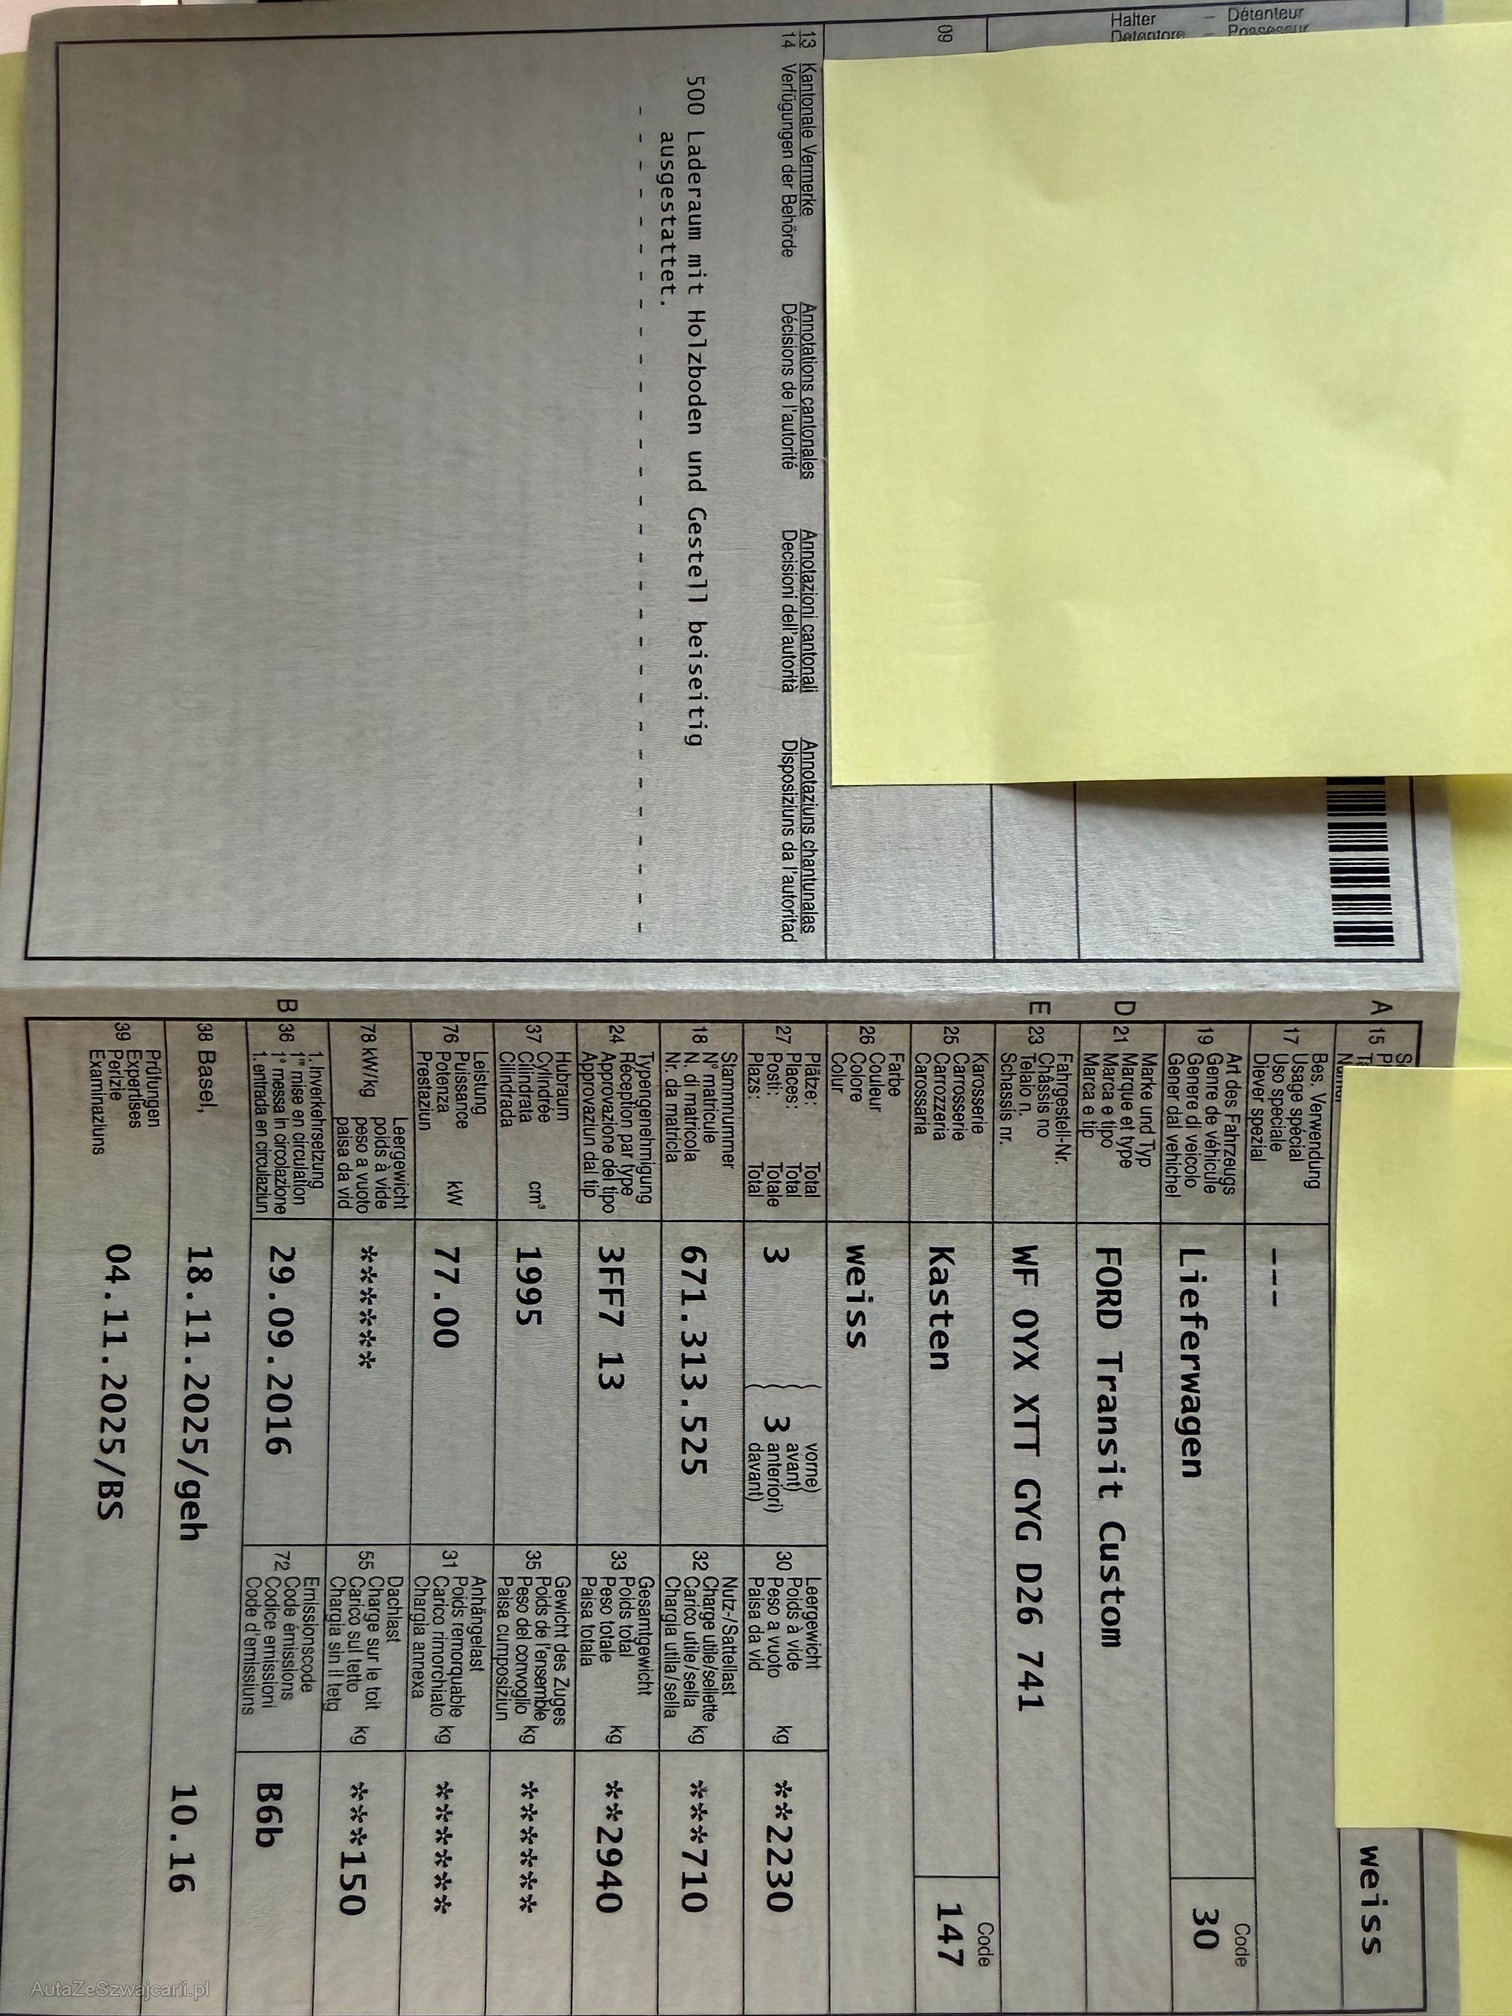 Halter – Détenteur
Detentore – Possessur
09
13 Kantonale Vermerke Annotations cantonales Annotazioni cantonali Annotaziuns chantunalas
14 Verfügungen der Behörde Décisions de l'autorité Decisioni dell'autorità Disposiziuns da l'autoritad
500 Laderaum mit Holzboden und Gestell beiseitig
ausgestattet.
- - - - - - - - - - - - - - - - - - - - - - - - - - - - - -
A 15
weiss
Bes. Verwendung
17 Usage spécial
Uso speciale
Diever spezial
---
Art des Fahrzeugs
19 Genre de véhicule
Genere di veicolo
Gener dal vehichel
Lieferwagen
Code
30
Marke und Typ
D 21 Marque et type
Marca e tipo
Marca e tip
FORD Transit Custom
Fahrgestell-Nr.
E 23 Châssis no
Telaio n.
Schassis nr.
WF 0YX XTT GYG D26 741
Karosserie
25 Carrosserie
Carrozzeria
Carossaria
Kasten
Code
147
Farbe
26 Couleur
Colore
Colur
weiss
Plätze: Total
27 Places: Total
Posti: Totale
Plazs: Total
3
vorne)
avant)
3 anteriori)
davant)
Leergewicht
30 Poids à vide
Peso a vuoto kg
Paisa da vid
**2230
Stammnummer
18 N° matricule
N. di matricola
Nr. da matricla
671.313.525
Nutz-/Sattellast
32 Charge utile/sellette kg
Carico utile/sella
Chargia utila/sella
***710
Typengenehmigung
24 Réception par type
Approvazione del tipo
Approvaziun dal tip
3FF7 13
Gesamtgewicht
33 Poids total
Peso totale kg
Paisa totala
**2940
Hubraum
37 Cylindrée
Cilindrata cm³
Cilindrada
1995
Gewicht des Zuges
35 Poids de l'ensemble kg
Peso del convoglio
Paisa cumposiziun
******
Leistung
76 Puissance
Potenza kW
Prestaziun
77.00
Anhängelast
31 Poids remorquable kg
Carico rimorchiato
Chargia annexa
******
Leergewicht
78 kW/kg poids à vide
peso a vuoto
paisa da vid
******
Dachlast
55 Charge sur le toit kg
Carico sul tetto
Chargia sin il tetg
***150
1. Inverkehrsetzung
B 36 1re mise en circulation
1a messa in circolazione
1. entrada en circulaziun
29.09.2016
Emissionscode
72 Code émissions
Codice emissioni
Code d'emissiuns
B6b
38 Basel, 18.11.2025/geh 10.16
Prüfungen
39 Expertises
Perizie
Examinaziuns
04.11.2025/BS
AutaZeSzwajcarii.pl